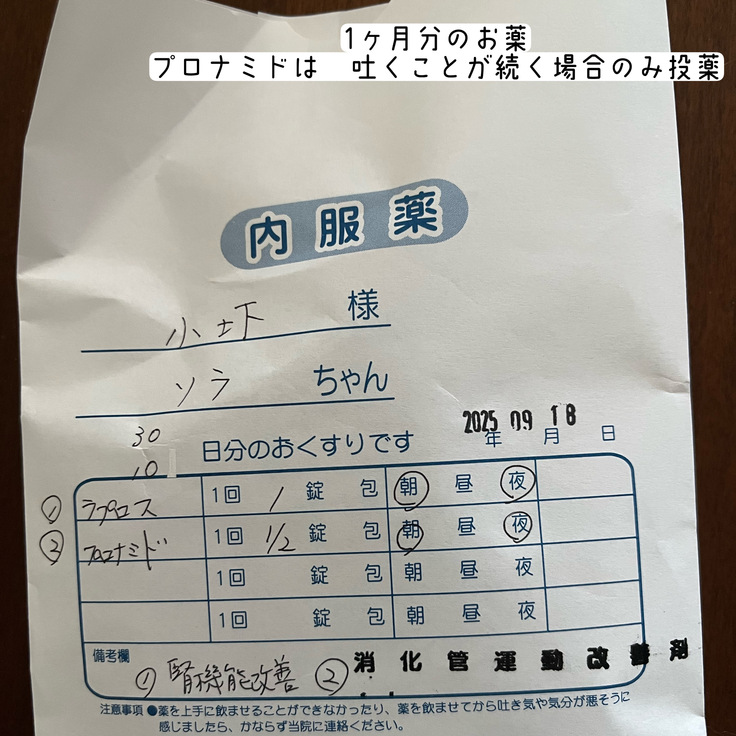 1ヶ月分のお薬
プロナミドは　吐くことが続く場合のみ投薬
内服薬
小圷 様
ソラ ちゃん
30
10
日分のおくすりです
2025年09月18日
① ラプロス 1回 1 錠 包 朝 昼 夜
② プロナミド 1回 1/2 錠 包 朝 昼 夜
1回 錠 包 朝 昼 夜
1回 錠 包 朝 昼 夜
備考欄
① 腎機能改善 ② 消化管運動改善剤
注意事項 ●薬を上手に飲ませることができなかったり、薬を飲ませてから吐き気や気分が悪そうに
感じましたら、かならず当院に連絡ください。